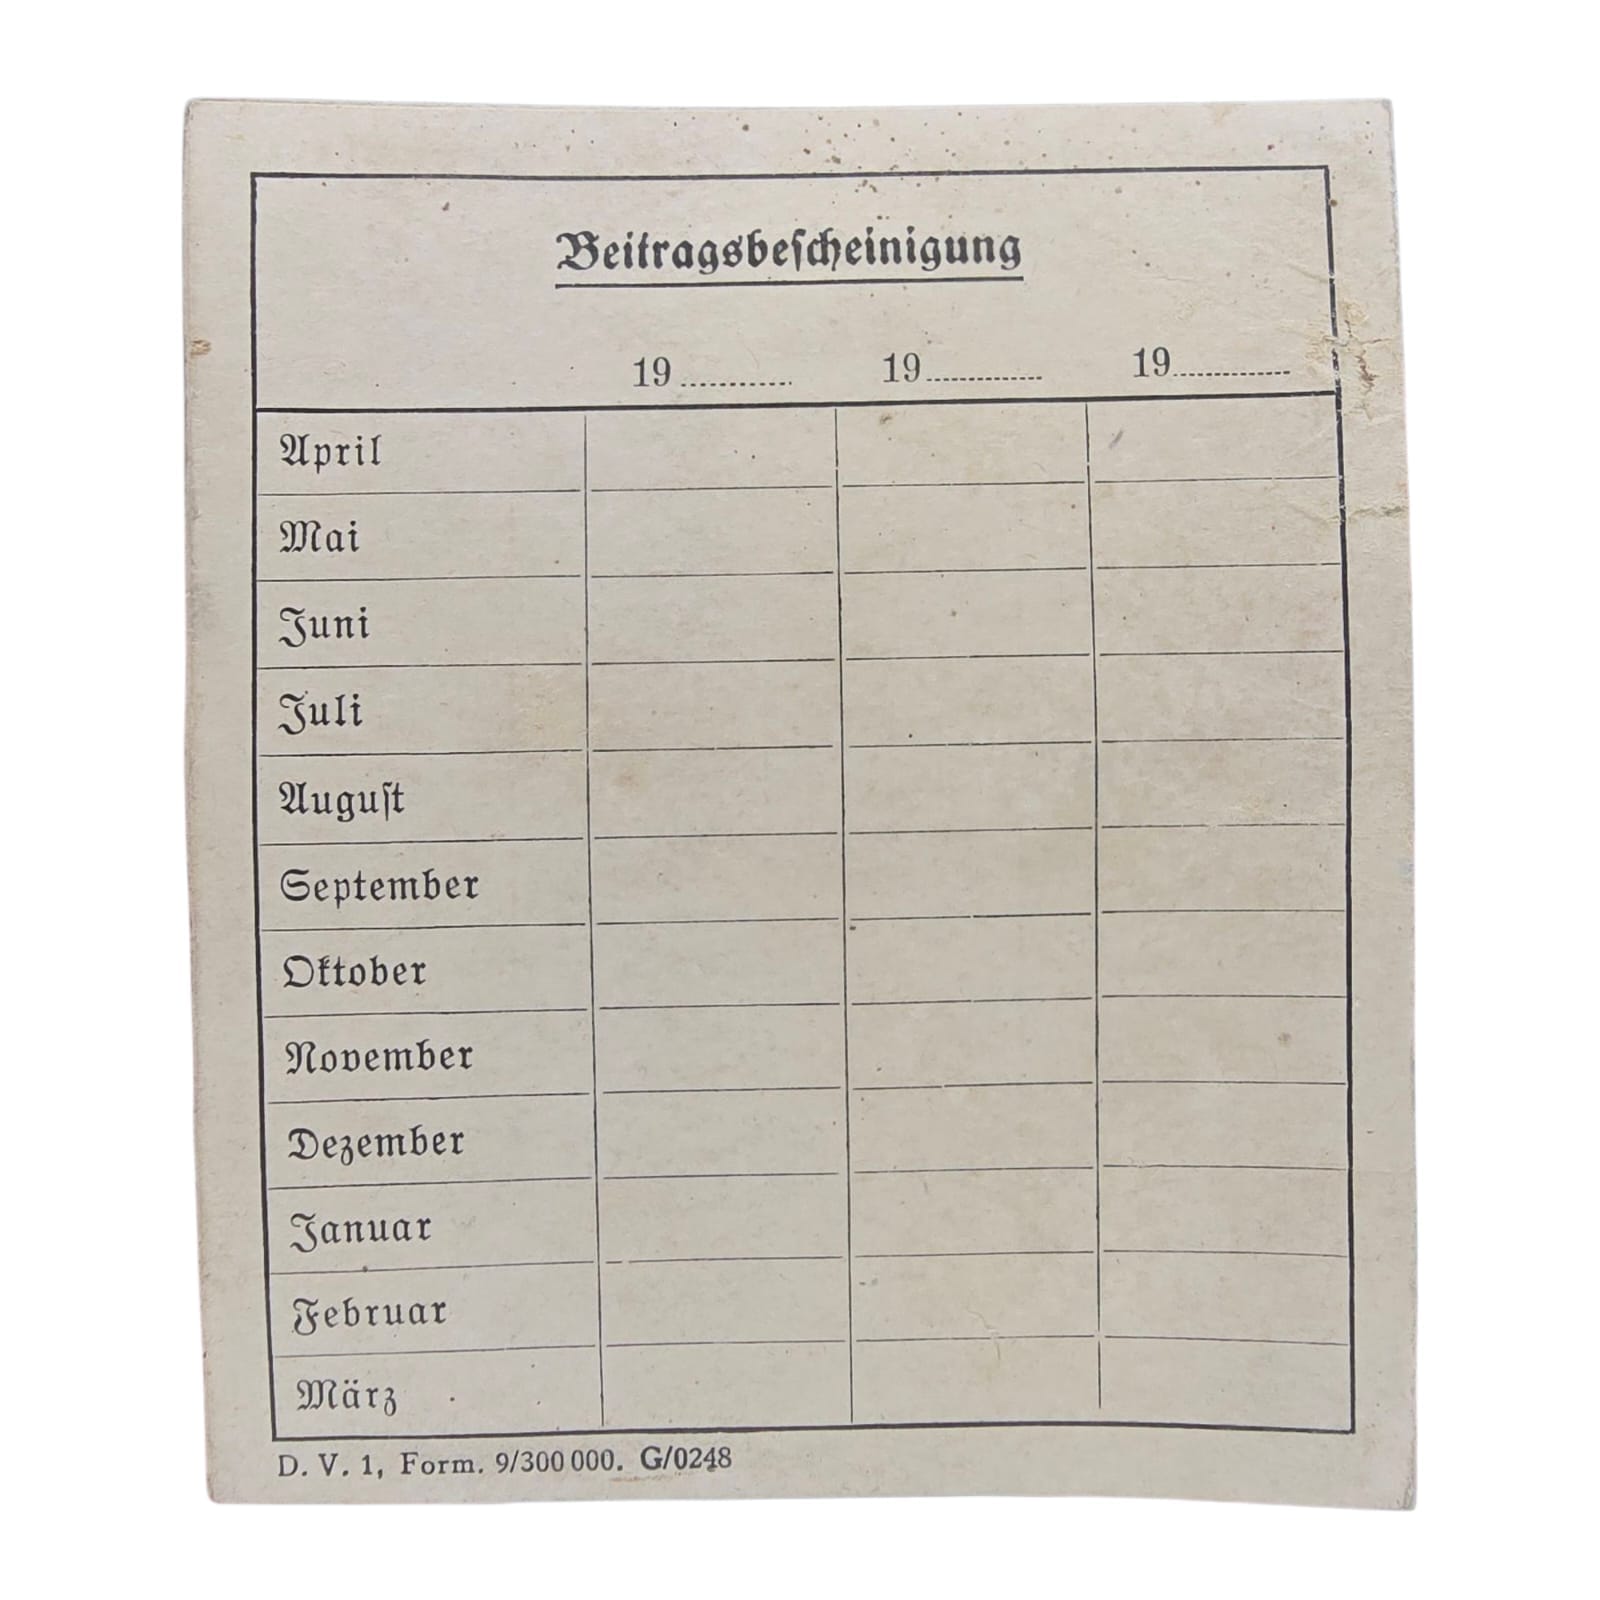 Beitragsbeſcheinigung
19 ............ 19 ............ 19 ............
April
Mai
Juni
Juli
Auguſt
September
Oktober
November
Dezember
Januar
Februar
März
D. V. 1, Form. 9/300 000. G/0248